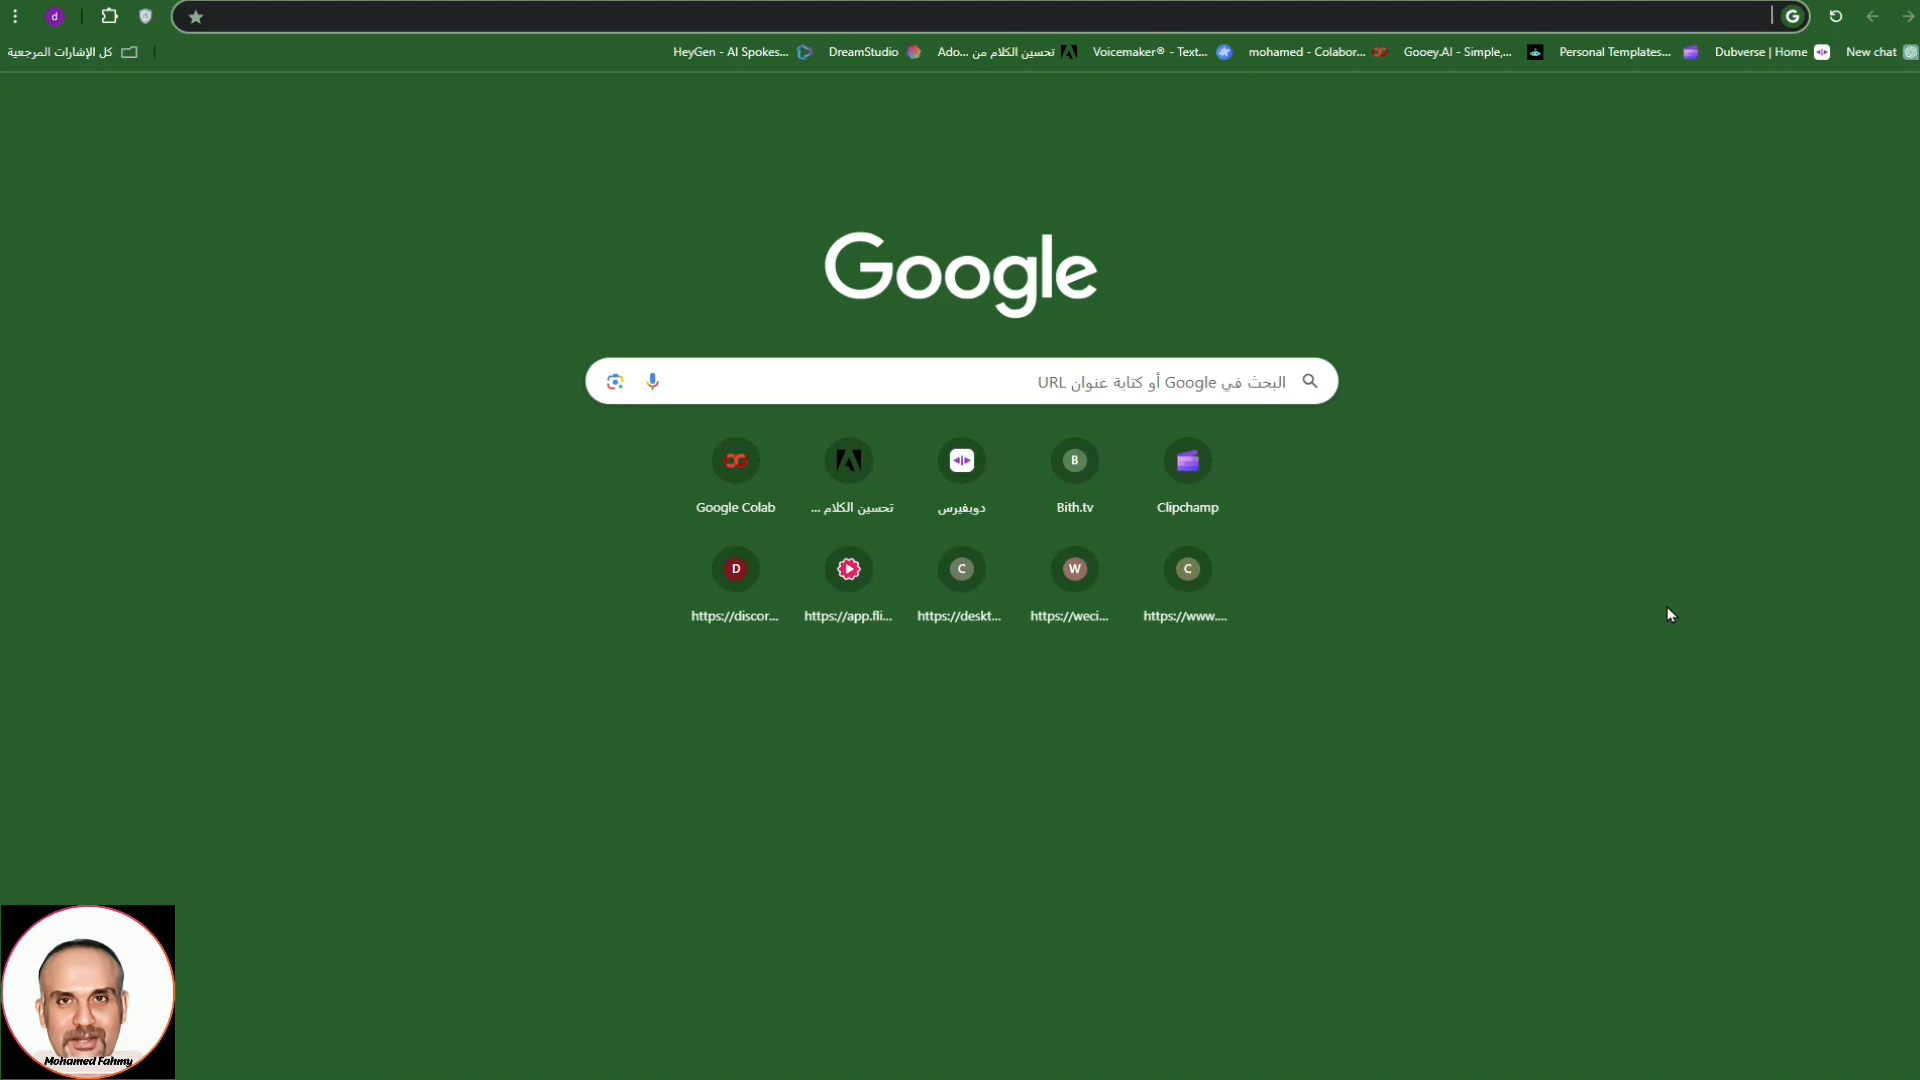 d
G
كل الإشارات المرجعية
HeyGen - AI Spokes...
DreamStudio
تحسين الكلام من Ado...
Voicemaker® - Text...
mohamed - Colabor...
Gooey.AI - Simple,...
Personal Templates...
Dubverse | Home
New chat
Google
البحث في Google أو كتابة عنوان URL
Google Colab
تحسين الكلام ...
دوبفيرس
B
Bith.tv
Clipchamp
D
https://discor...
https://app.fli...
C
https://deskt...
W
https://weci...
C
https://www....
Mohamed Fahmy